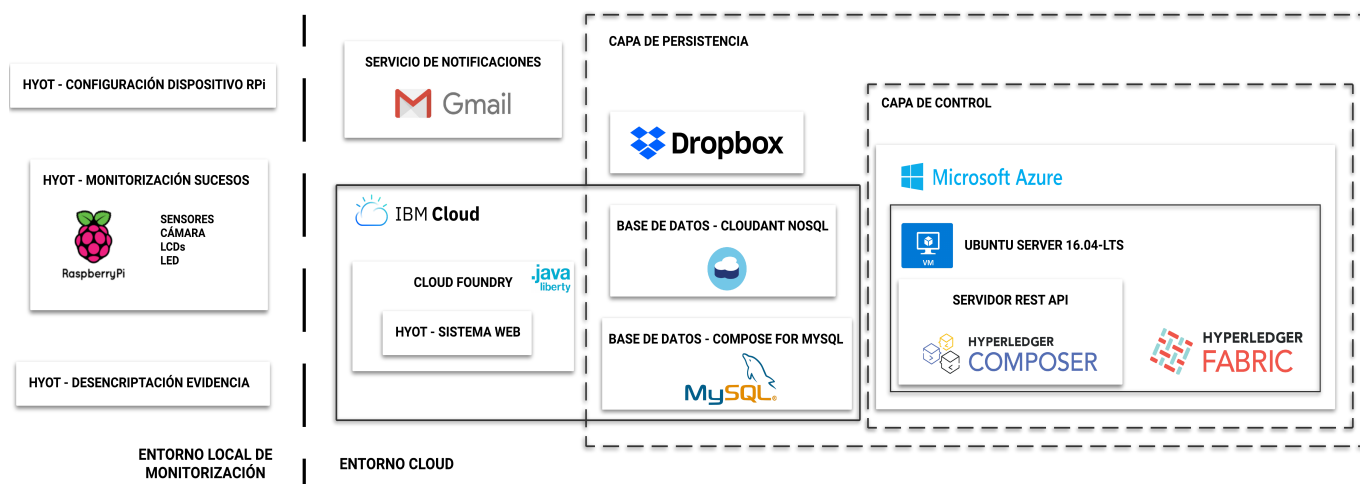 HYOT - CONFIGURACIÓN DISPOSITIVO RPi
HYOT - MONITORIZACIÓN SUCESOS
RaspberryPi
SENSORES
CÁMARA
LCDs
LED
HYOT - DESENCRIPTACIÓN EVIDENCIA
ENTORNO LOCAL DE
MONITORIZACIÓN
SERVICIO DE NOTIFICACIONES
Gmail
IBM Cloud
CLOUD FOUNDRY
.java
liberty
HYOT - SISTEMA WEB
ENTORNO CLOUD
CAPA DE PERSISTENCIA
Dropbox
BASE DE DATOS - CLOUDANT NOSQL
BASE DE DATOS - COMPOSE FOR MYSQL
MySQL®
CAPA DE CONTROL
Microsoft Azure
VM
UBUNTU SERVER 16.04-LTS
SERVIDOR REST API
HYPERLEDGER
COMPOSER
HYPERLEDGER
FABRIC